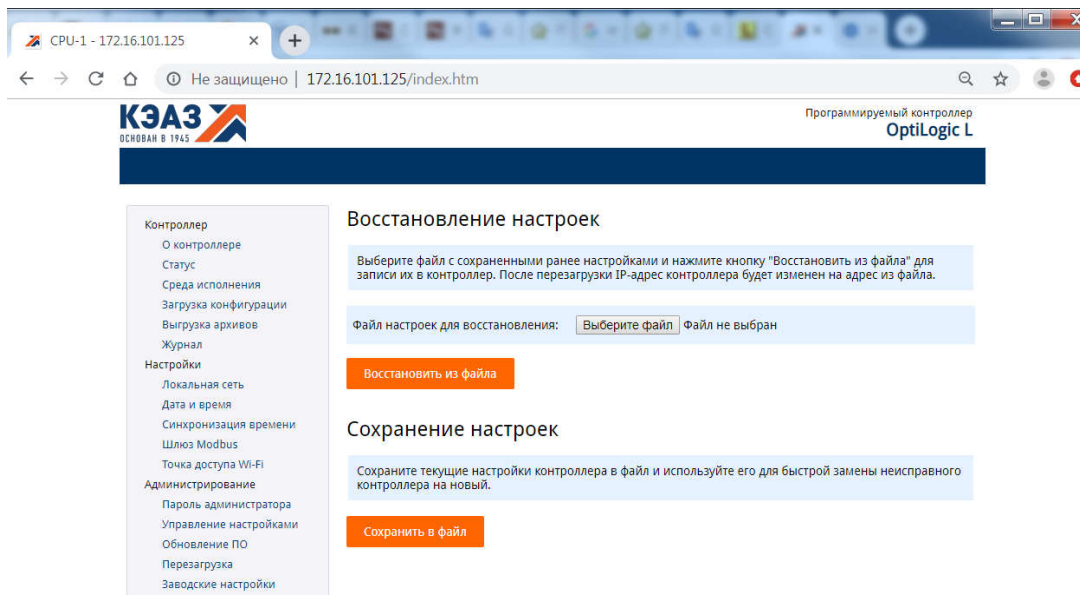 CPU-1 - 172.16.101.125
Не защищено | 172.16.101.125/index.htm
КЭАЗ
ОСНОВАН В 1945
Программируемый контроллер
OptiLogic L
Контроллер
О контроллере
Статус
Среда исполнения
Загрузка конфигурации
Выгрузка архивов
Журнал
Настройки
Локальная сеть
Дата и время
Синхронизация времени
Шлюз Modbus
Точка доступа Wi-Fi
Администрирование
Пароль администратора
Управление настройками
Обновление ПО
Перезагрузка
Заводские настройки
Восстановление настроек
Выберите файл с сохраненными ранее настройками и нажмите кнопку "Восстановить из файла" для
записи их в контроллер. После перезагрузки IP-адрес контроллера будет изменен на адрес из файла.
Файл настроек для восстановления: Выберите файл Файл не выбран
Восстановить из файла
Сохранение настроек
Сохраните текущие настройки контроллера в файл и используйте его для быстрой замены неисправного
контроллера на новый.
Сохранить в файл